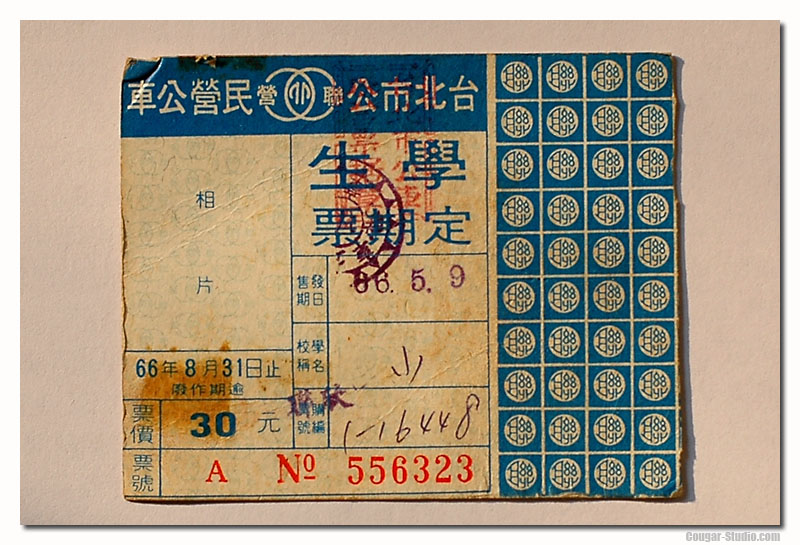 台北市公聯營民營公車
學生
定期票
相片
發售日期
66.5.9
學校名稱
小
66年8月31日止
逾期作廢
編號
1-16448
票價
30元
票號
A № 556323
Cougar-Studio.com